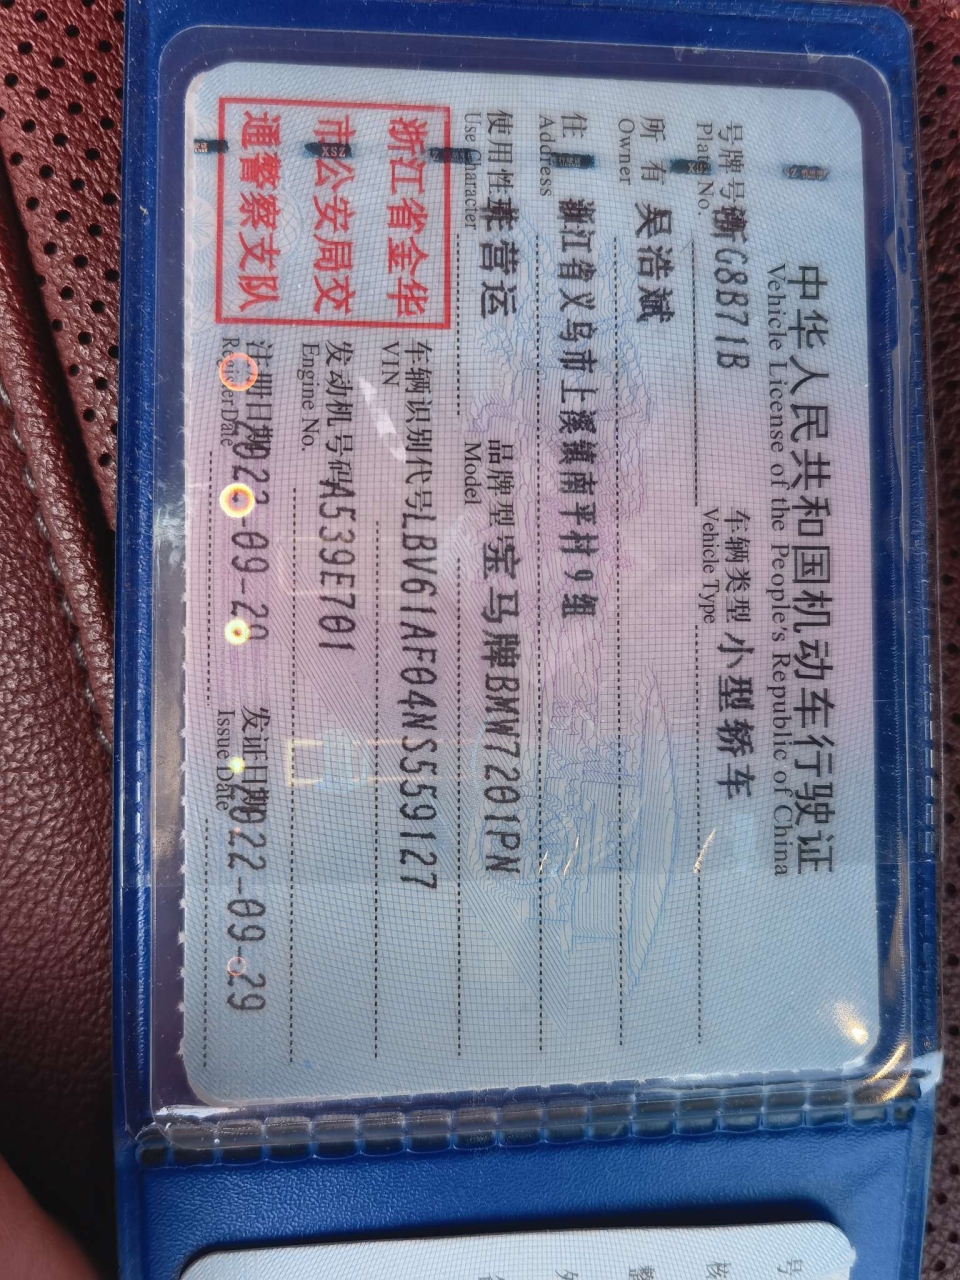 中华人民共和国机动车行驶证
Vehicle License of the People's Republic of China
号牌号码 浙G8B71B 车辆类型 小型轿车
Plate No. Vehicle Type
所有人 吴浩斌
Owner
住址 浙江省义乌市上溪镇南平村9组
Address
使用性质 非营运 品牌型号 宝马牌BMW7201PN
Use Character Model
浙江省金华
市公安局交
通警察支队
车辆识别代号 LBV61AF04NS559127
VIN
发动机号码 A539E701
Engine No.
注册日期 发证日期 2022-09-29
Register Date Issue Date